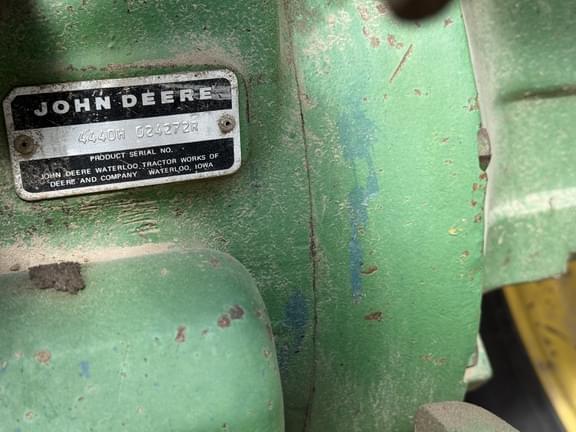 JOHN DEERE
4440H 024272R
PRODUCT SERIAL NO.
JOHN DEERE WATERLOO TRACTOR WORKS OF
DEERE AND COMPANY WATERLOO, IOWA